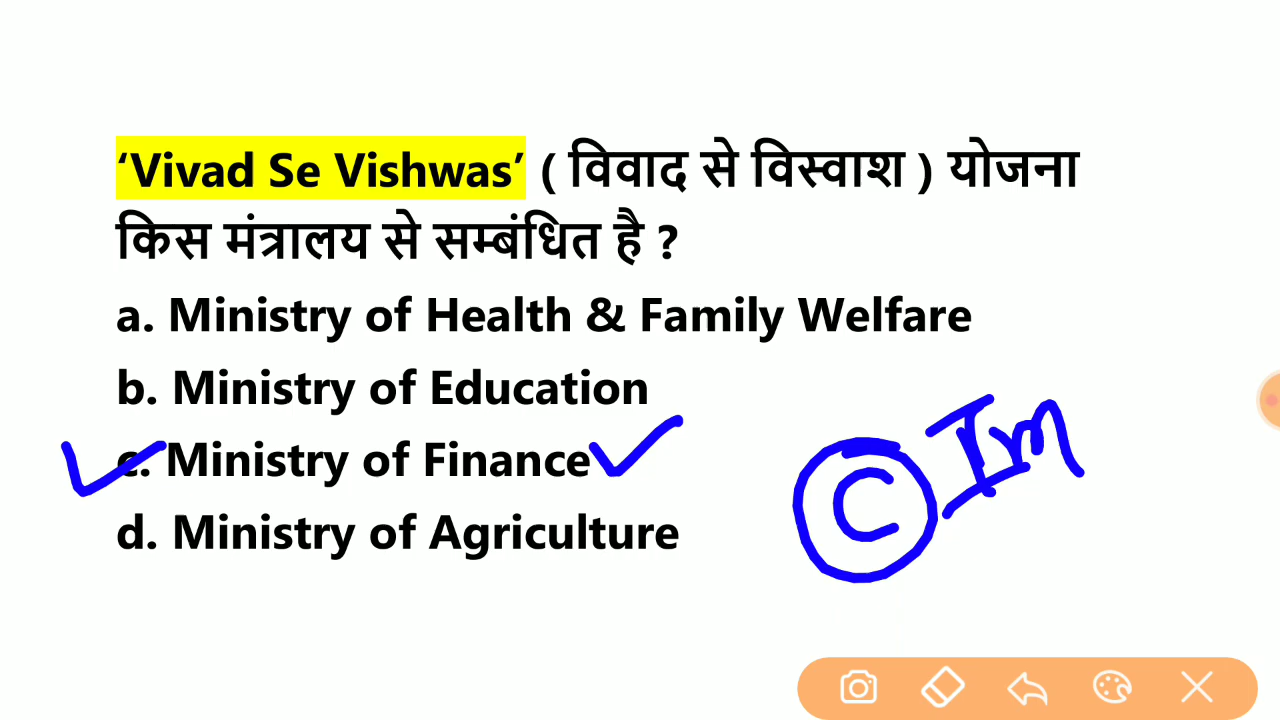 ‘Vivad Se Vishwas’ ( विवाद से विस्वाश ) योजना
किस मंत्रालय से सम्बंधित है ?
a. Ministry of Health & Family Welfare
b. Ministry of Education
c. Ministry of Finance
d. Ministry of Agriculture
C Im